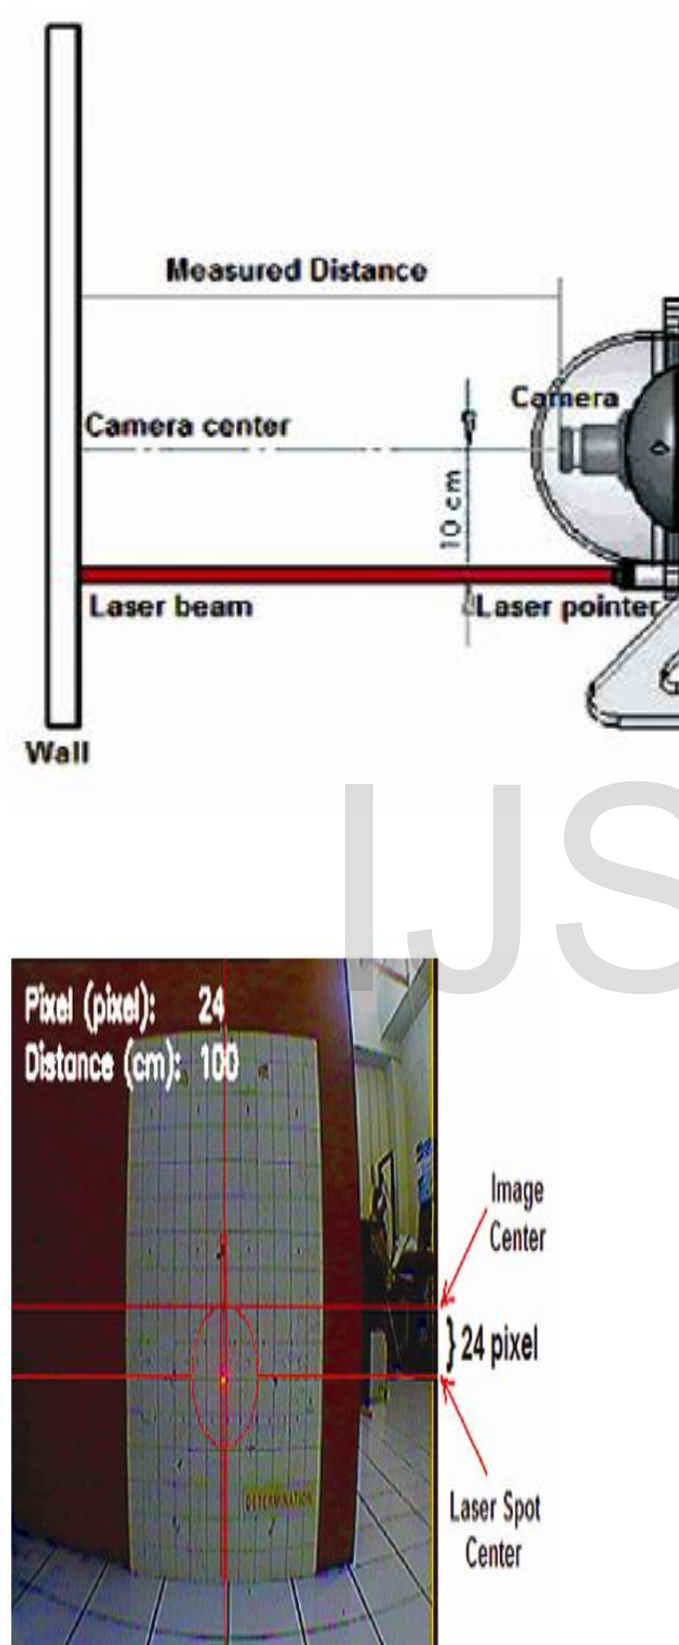 Measured Distance
Camera
Camera center
10 cm
Laser beam
Laser pointer
Wall
IJS
Pixel (pixel): 24
Distance (cm): 100
Image
Center
} 24 pixel
DETERMINATION
Laser Spot
Center